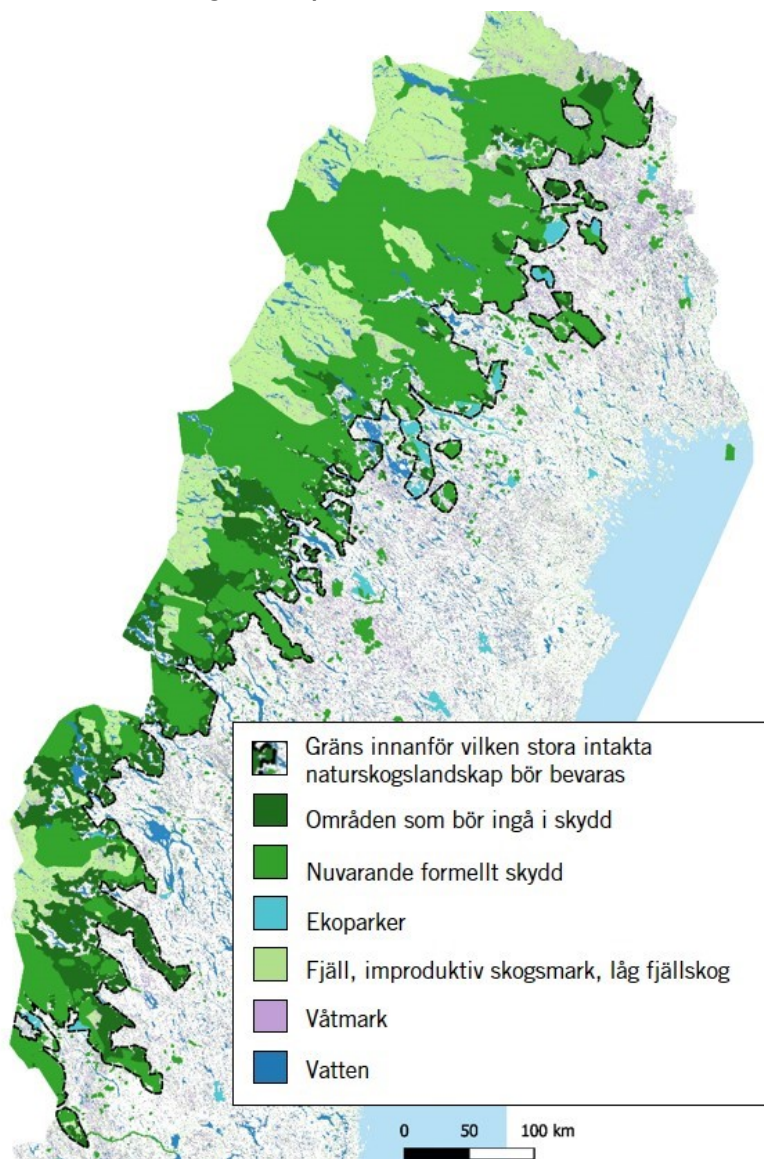 Gräns innanför vilken stora intakta
naturskogslandskap bör bevaras
Områden som bör ingå i skydd
Nuvarande formellt skydd
Ekoparker
Fjäll, improduktiv skogsmark, låg fjällskog
Våtmark
Vatten
0 50 100 km